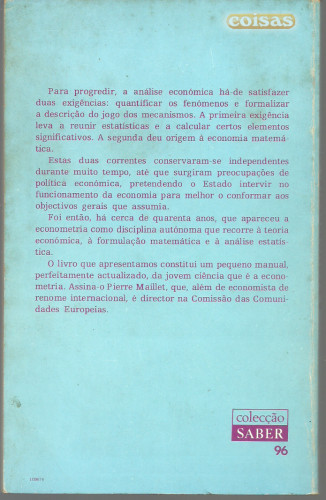 coisas
Para progredir, a análise económica há-de satisfazer
duas exigências: quantificar os fenómenos e formalizar
a descrição do jogo dos mecanismos. A primeira exigência
leva a reunir estatísticas e a calcular certos elementos
significativos. A segunda deu origem à economia matemá-
tica.
Estas duas correntes conservaram-se independentes
durante muito tempo, até que surgiram preocupações de
política económica, pretendendo o Estado intervir no
funcionamento da economia para melhor o conformar aos
objectivos gerais que assumia.
Foi então, há cerca de quarenta anos, que apareceu a
econometria como disciplina autónoma que recorre à teoria
económica, à formulação matemática e à análise estatís-
tica.
O livro que apresentamos constitui um pequeno manual,
perfeitamente actualizado, da jovem ciência que é a econo-
metria. Assina-o Pierre Maillet, que, além de economista de
renome internacional, é director na Comissão das Comuni-
dades Europeias.
colecção
SABER
96